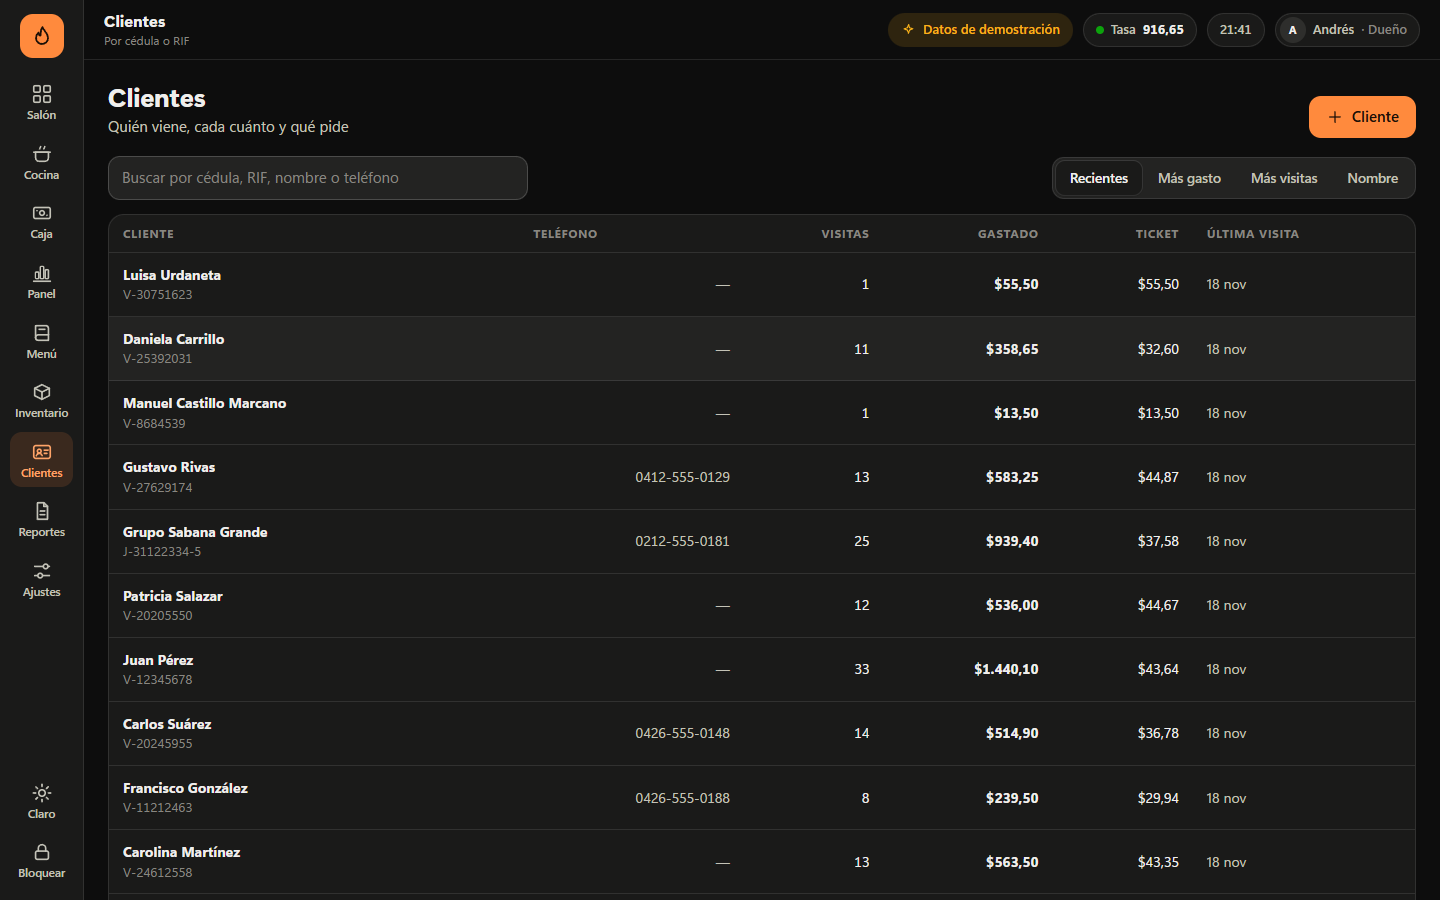 Clientes
Por cédula o RIF
Datos de demostración
Tasa 916,65
21:41
A Andrés · Dueño
Salón
Cocina
Caja
Panel
Menú
Inventario
Clientes
Reportes
Ajustes
Claro
Bloquear
Clientes
Quién viene, cada cuánto y qué pide
+ Cliente
Buscar por cédula, RIF, nombre o teléfono
Recientes Más gasto Más visitas Nombre
CLIENTE TELÉFONO VISITAS GASTADO TICKET ÚLTIMA VISITA
Luisa Urdaneta
V-30751623
— 1 $55,50 $55,50 18 nov
Daniela Carrillo
V-25392031
— 11 $358,65 $32,60 18 nov
Manuel Castillo Marcano
V-8684539
— 1 $13,50 $13,50 18 nov
Gustavo Rivas
V-27629174
0412-555-0129 13 $583,25 $44,87 18 nov
Grupo Sabana Grande
J-31122334-5
0212-555-0181 25 $939,40 $37,58 18 nov
Patricia Salazar
V-20205550
— 12 $536,00 $44,67 18 nov
Juan Pérez
V-12345678
— 33 $1.440,10 $43,64 18 nov
Carlos Suárez
V-20245955
0426-555-0148 14 $514,90 $36,78 18 nov
Francisco González
V-11212463
0426-555-0188 8 $239,50 $29,94 18 nov
Carolina Martínez
V-24612558
— 13 $563,50 $43,35 18 nov